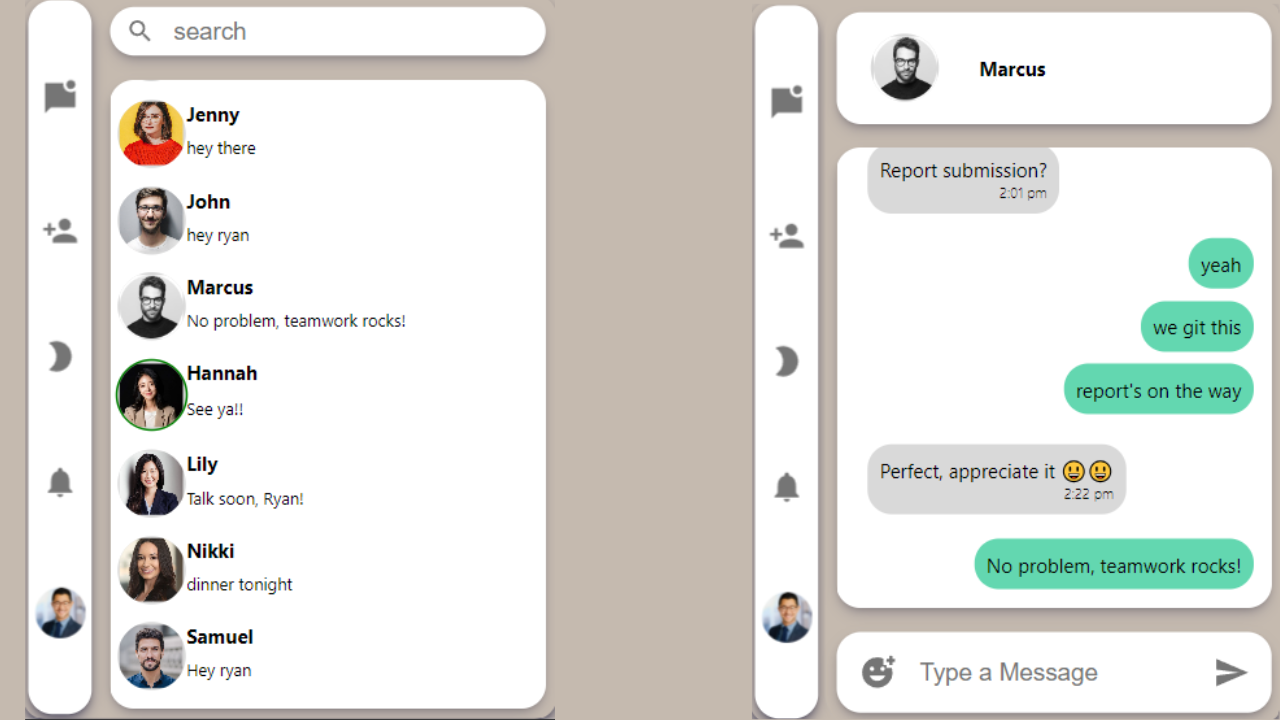 search
Jenny
hey there
John
hey ryan
Marcus
No problem, teamwork rocks!
Hannah
See ya!!
Lily
Talk soon, Ryan!
Nikki
dinner tonight
Samuel
Hey ryan
Marcus
Report submission?
2:01 pm
yeah
we git this
report's on the way
Perfect, appreciate it 😃😃
2:22 pm
No problem, teamwork rocks!
Type a Message